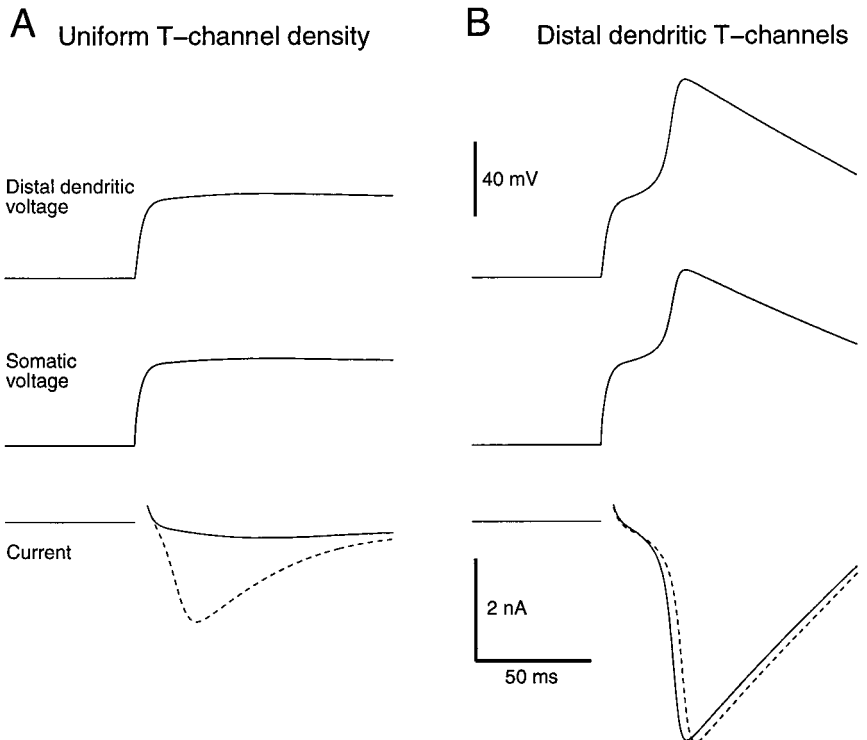 A
Uniform T–channel density
B
Distal dendritic T–channels
Distal dendritic
voltage
40 mV
Somatic
voltage
Current
2 nA
50 ms